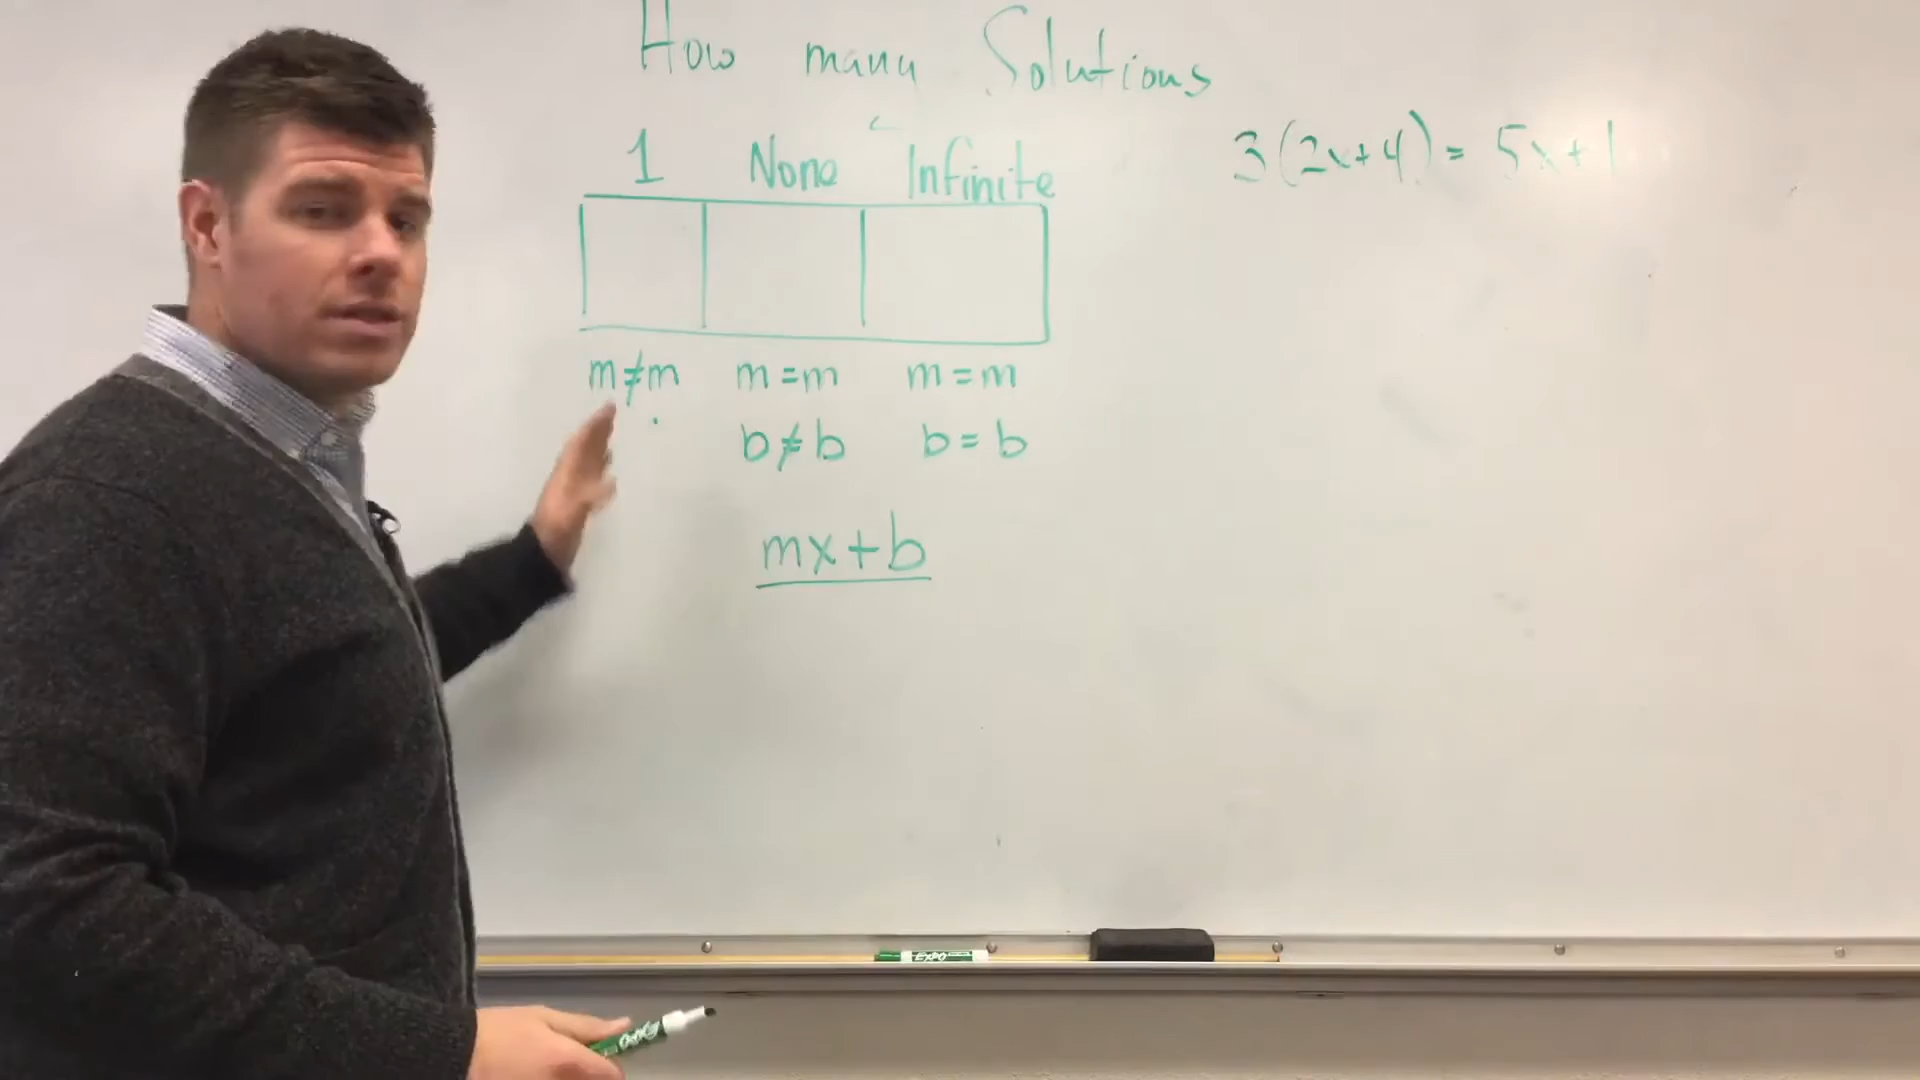 How many Solutions
1 None Infinite
3(2x+4)= 5x+1
m≠m m=m m=m
b≠b b=b
mx+b
EXPO